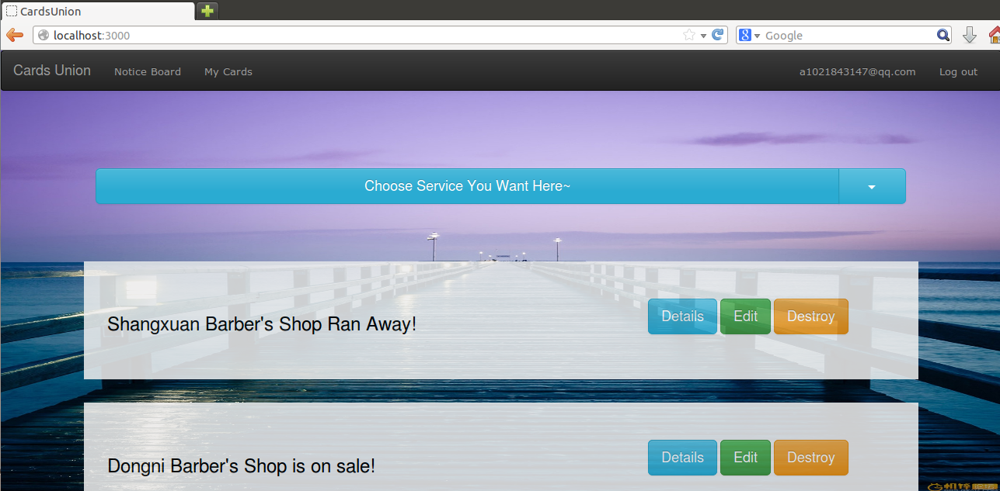 CardsUnion
localhost:3000
8 Google
Cards Union Notice Board My Cards a1021843147@qq.com Log out
Choose Service You Want Here~
Shangxuan Barber's Shop Ran Away! Details Edit Destroy
Dongni Barber's Shop is on sale! Details Edit Destroy